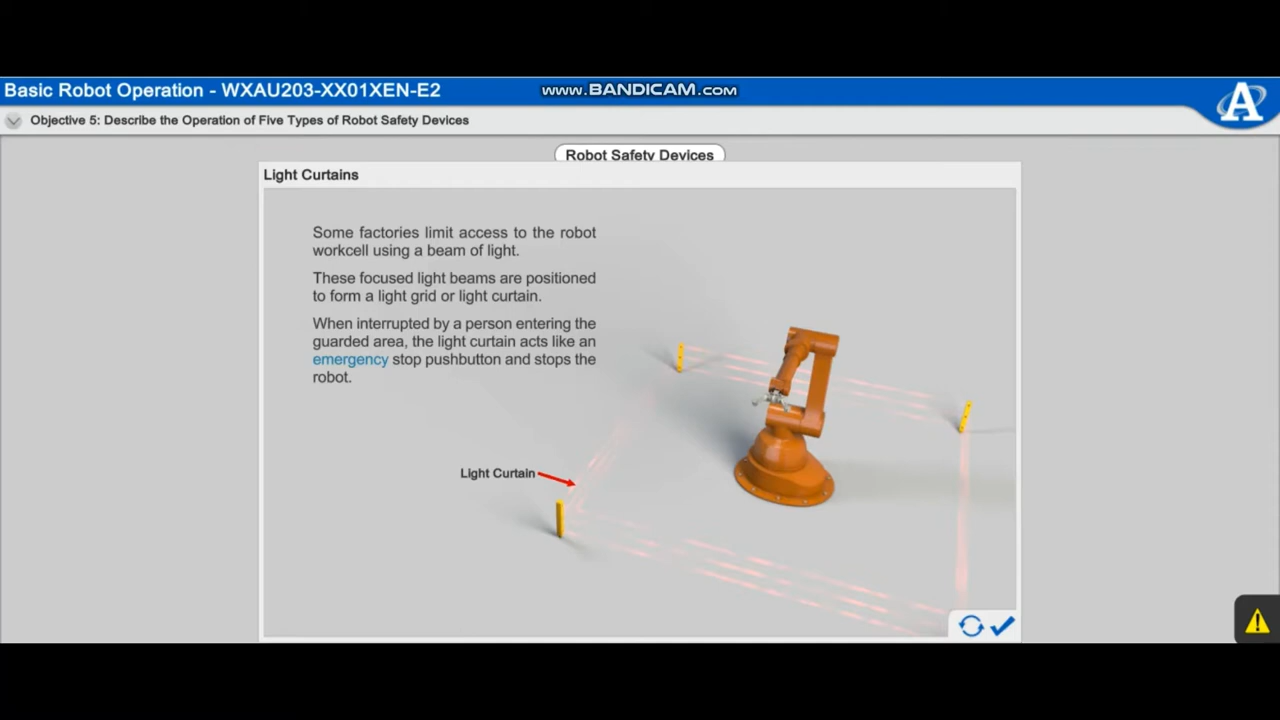 Basic Robot Operation - WXAU203-XX01XEN-E2
www.BANDICAM.com
A
Objective 5: Describe the Operation of Five Types of Robot Safety Devices
Robot Safety Devices
Light Curtains
Some factories limit access to the robot
workcell using a beam of light.
These focused light beams are positioned
to form a light grid or light curtain.
When interrupted by a person entering the
guarded area, the light curtain acts like an
emergency stop pushbutton and stops the
robot.
Light Curtain